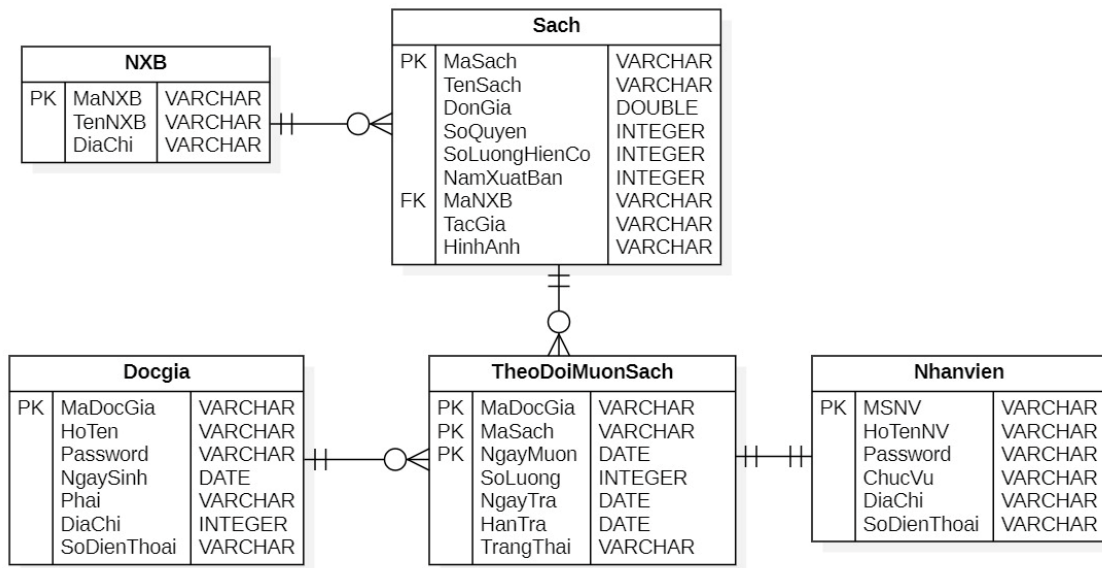 NXB
PK MaNXB VARCHAR
TenNXB VARCHAR
DiaChi VARCHAR
Sach
PK MaSach VARCHAR
TenSach VARCHAR
DonGia DOUBLE
SoQuyen INTEGER
SoLuongHienCo INTEGER
NamXuatBan INTEGER
FK MaNXB VARCHAR
TacGia VARCHAR
HinhAnh VARCHAR
Docgia
PK MaDocGia VARCHAR
HoTen VARCHAR
Password VARCHAR
NgaySinh DATE
Phai VARCHAR
DiaChi INTEGER
SoDienThoai VARCHAR
TheoDoiMuonSach
PK MaDocGia VARCHAR
PK MaSach VARCHAR
PK NgayMuon DATE
SoLuong INTEGER
NgayTra DATE
HanTra DATE
TrangThai VARCHAR
Nhanvien
PK MSNV VARCHAR
HoTenNV VARCHAR
Password VARCHAR
ChucVu VARCHAR
DiaChi VARCHAR
SoDienThoai VARCHAR